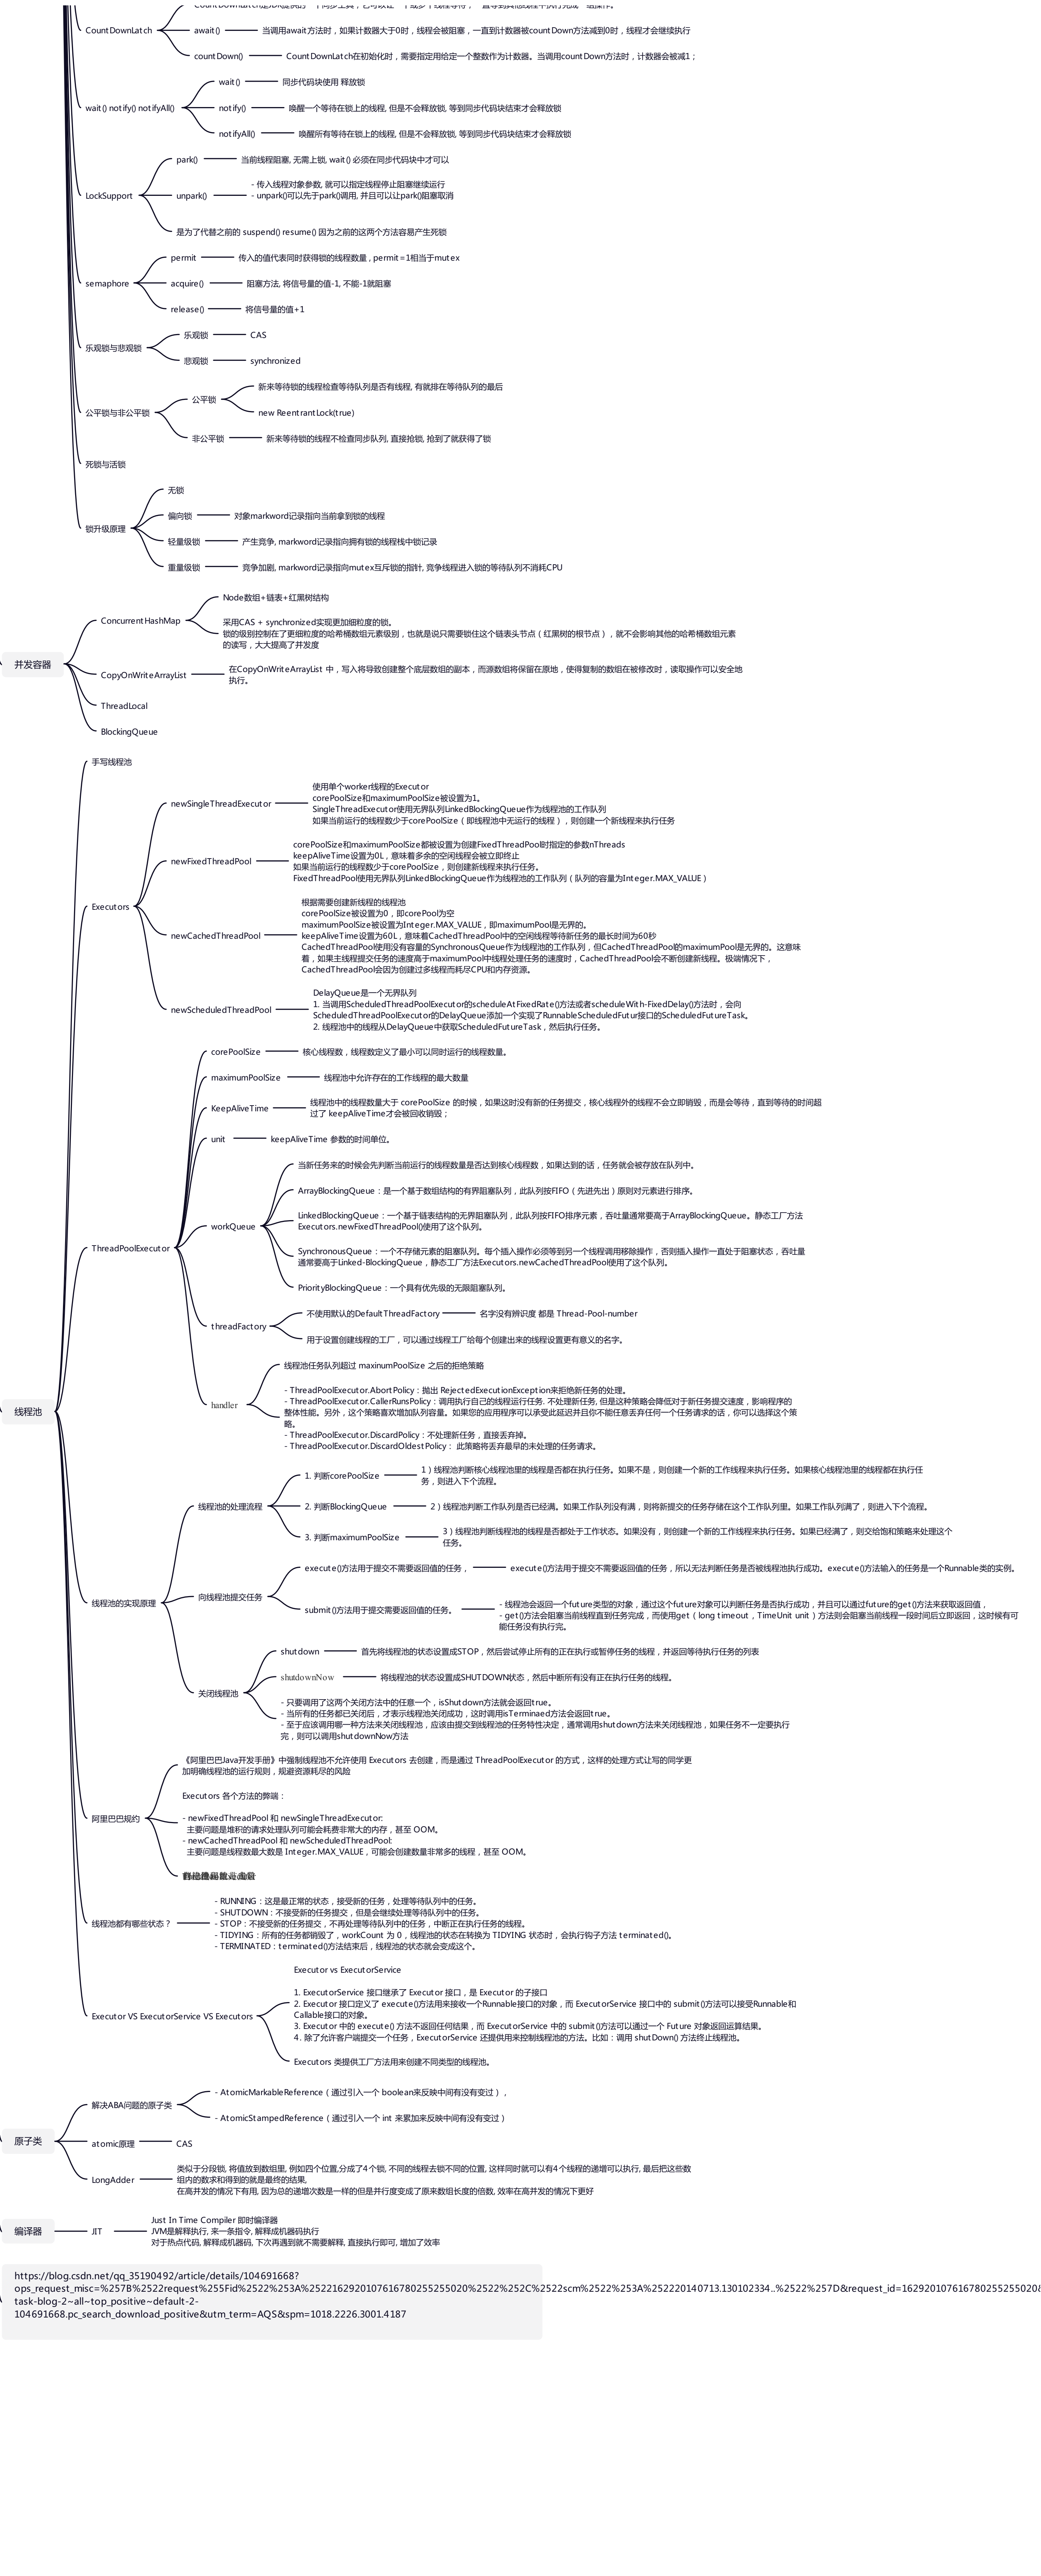 CountDownLatch
await()
当调用await方法时，如果计数器大于0时，线程会被阻塞，一直到计数器被countDown方法减到0时，线程才会继续执行
countDown()
CountDownLatch在初始化时，需要指定用给定一个整数作为计数器。当调用countDown方法时，计数器会被减1；
wait() notify() notifyAll()
wait()
同步代码块使用 释放锁
notify()
唤醒一个等待在锁上的线程, 但是不会释放锁, 等到同步代码块结束才会释放锁
notifyAll()
唤醒所有等待在锁上的线程, 但是不会释放锁, 等到同步代码块结束才会释放锁
LockSupport
park()
当前线程阻塞, 无需上锁, wait() 必须在同步代码块中才可以
unpark()
- 传入线程对象参数, 就可以指定线程停止阻塞继续运行
- unpark()可以先于park()调用, 并且可以让park()阻塞取消
是为了代替之前的 suspend() resume() 因为之前的这两个方法容易产生死锁
semaphore
permit
传入的值代表同时获得锁的线程数量 , permit =1相当于mutex
acquire()
阻塞方法, 将信号量的值-1, 不能-1就阻塞
release()
将信号量的值+1
乐观锁与悲观锁
乐观锁
CAS
悲观锁
synchronized
公平锁与非公平锁
公平锁
新来等待锁的线程检查等待队列是否有线程, 有就排在等待队列的最后
new ReentrantLock(true)
非公平锁
新来等待锁的线程不检查同步队列, 直接抢锁, 抢到了就获得了锁
死锁与活锁
锁升级原理
无锁
偏向锁
对象markword记录指向当前拿到锁的线程
轻量级锁
产生竞争, markword记录指向拥有锁的线程栈中锁记录
重量级锁
竞争加剧, markword记录指向mutex互斥锁的指针, 竞争线程进入锁的等待队列不消耗CPU
并发容器
ConcurrentHashMap
Node数组+链表+红黑树结构
采用CAS + synchronized实现更加细粒度的锁。
锁的级别控制在了更细粒度的哈希桶数组元素级别，也就是说只需要锁住这个链表头节点（红黑树的根节点），就不会影响其他的哈希桶数组元素
的读写，大大提高了并发度
CopyOnWriteArrayList
在CopyOnWriteArrayList 中，写入将导致创建整个底层数组的副本，而源数组将保留在原地，使得复制的数组在被修改时，读取操作可以安全地
执行。
ThreadLocal
BlockingQueue
线程池
手写线程池
Executors
newSingleThreadExecutor
使用单个worker线程的Executor
corePoolSize和maximumPoolSize被设置为1。
SingleThreadExecutor使用无界队列LinkedBlockingQueue作为线程池的工作队列
如果当前运行的线程数少于corePoolSize（即线程池中无运行的线程），则创建一个新线程来执行任务
newFixedThreadPool
corePoolSize和maximumPoolSize都被设置为创建FixedThreadPool时指定的参数nThreads
keepAliveTime设置为0L，意味着多余的空闲线程会被立即终止
如果当前运行的线程数少于corePoolSize，则创建新线程来执行任务。
FixedThreadPool使用无界队列LinkedBlockingQueue作为线程池的工作队列（队列的容量为Integer.MAX_VALUE）
newCachedThreadPool
根据需要创建新线程的线程池
corePoolSize被设置为0，即corePool为空
maximumPoolSize被设置为Integer.MAX_VALUE，即maximumPool是无界的。
keepAliveTime设置为60L，意味着CachedThreadPool中的空闲线程等待新任务的最长时间为60秒
CachedThreadPool使用没有容量的SynchronousQueue作为线程池的工作队列，但CachedThreadPool的maximumPool是无界的。这意味
着，如果主线程提交任务的速度高于maximumPool中线程处理任务的速度时，CachedThreadPool会不断创建新线程。极端情况下，
CachedThreadPool会因为创建过多线程而耗尽CPU和内存资源。
newScheduledThreadPool
DelayQueue是一个无界队列
1. 当调用ScheduledThreadPoolExecutor的scheduleAtFixedRate()方法或者scheduleWith-FixedDelay()方法时，会向
ScheduledThreadPoolExecutor的DelayQueue添加一个实现了RunnableScheduledFutur接口的ScheduledFutureTask。
2. 线程池中的线程从DelayQueue中获取ScheduledFutureTask，然后执行任务。
ThreadPoolExecutor
corePoolSize
核心线程数，线程数定义了最小可以同时运行的线程数量。
maximumPoolSize
线程池中允许存在的工作线程的最大数量
KeepAliveTime
线程池中的线程数量大于 corePoolSize 的时候，如果这时没有新的任务提交，核心线程外的线程不会立即销毁，而是会等待，直到等待的时间超
过了 keepAliveTime才会被回收销毁；
unit
keepAliveTime 参数的时间单位。
workQueue
当新任务来的时候会先判断当前运行的线程数量是否达到核心线程数，如果达到的话，任务就会被存放在队列中。
ArrayBlockingQueue：是一个基于数组结构的有界阻塞队列，此队列按FIFO（先进先出）原则对元素进行排序。
LinkedBlockingQueue：一个基于链表结构的无界阻塞队列，此队列按FIFO排序元素，吞吐量通常要高于ArrayBlockingQueue。静态工厂方法
Executors.newFixedThreadPool()使用了这个队列。
SynchronousQueue：一个不存储元素的阻塞队列。每个插入操作必须等到另一个线程调用移除操作，否则插入操作一直处于阻塞状态，吞吐量
通常要高于Linked-BlockingQueue，静态工厂方法Executors.newCachedThreadPool使用了这个队列。
PriorityBlockingQueue：一个具有优先级的无限阻塞队列。
threadFactory
不使用默认的DefaultThreadFactory
名字没有辨识度 都是 Thread-Pool-number
用于设置创建线程的工厂，可以通过线程工厂给每个创建出来的线程设置更有意义的名字。
handler
线程池任务队列超过 maxinumPoolSize 之后的拒绝策略
- ThreadPoolExecutor.AbortPolicy：抛出 RejectedExecutionException来拒绝新任务的处理。
- ThreadPoolExecutor.CallerRunsPolicy：调用执行自己的线程运行任务. 不处理新任务, 但是这种策略会降低对于新任务提交速度，影响程序的
整体性能。另外，这个策略喜欢增加队列容量。如果您的应用程序可以承受此延迟并且你不能任意丢弃任何一个任务请求的话，你可以选择这个策
略。
- ThreadPoolExecutor.DiscardPolicy：不处理新任务，直接丢弃掉。
- ThreadPoolExecutor.DiscardOldestPolicy： 此策略将丢弃最早的未处理的任务请求。
线程池的实现原理
线程池的处理流程
1. 判断corePoolSize
1）线程池判断核心线程池里的线程是否都在执行任务。如果不是，则创建一个新的工作线程来执行任务。如果核心线程池里的线程都在执行任
务，则进入下个流程。
2. 判断BlockingQueue
2）线程池判断工作队列是否已经满。如果工作队列没有满，则将新提交的任务存储在这个工作队列里。如果工作队列满了，则进入下个流程。
3. 判断maximumPoolSize
3）线程池判断线程池的线程是否都处于工作状态。如果没有，则创建一个新的工作线程来执行任务。如果已经满了，则交给饱和策略来处理这个
任务。
向线程池提交任务
execute()方法用于提交不需要返回值的任务，
execute()方法用于提交不需要返回值的任务，所以无法判断任务是否被线程池执行成功。execute()方法输入的任务是一个Runnable类的实例。
submit()方法用于提交需要返回值的任务。
- 线程池会返回一个future类型的对象，通过这个future对象可以判断任务是否执行成功，并且可以通过future的get()方法来获取返回值，
- get()方法会阻塞当前线程直到任务完成，而使用get（long timeout，TimeUnit unit）方法则会阻塞当前线程一段时间后立即返回，这时候有可
能任务没有执行完。
关闭线程池
shutdown
首先将线程池的状态设置成STOP，然后尝试停止所有的正在执行或暂停任务的线程，并返回等待执行任务的列表
shutdownNow
将线程池的状态设置成SHUTDOWN状态，然后中断所有没有正在执行任务的线程。
- 只要调用了这两个关闭方法中的任意一个，isShutdown方法就会返回true。
- 当所有的任务都已关闭后，才表示线程池关闭成功，这时调用isTerminaed方法会返回true。
- 至于应该调用哪一种方法来关闭线程池，应该由提交到线程池的任务特性决定，通常调用shutdown方法来关闭线程池，如果任务不一定要执行
完，则可以调用shutdownNow方法
阿里巴巴规约
《阿里巴巴Java开发手册》中强制线程池不允许使用 Executors 去创建，而是通过 ThreadPoolExecutor 的方式，这样的处理方式让写的同学更
加明确线程池的运行规则，规避资源耗尽的风险
Executors 各个方法的弊端：
- newFixedThreadPool 和 newSingleThreadExecutor:
主要问题是堆积的请求处理队列可能会耗费非常大的内存，甚至 OOM。
- newCachedThreadPool 和 newScheduledThreadPool:
主要问题是线程数最大数是 Integer.MAX_VALUE，可能会创建数量非常多的线程，甚至 OOM。
线程池都有哪些状态？
- RUNNING：这是最正常的状态，接受新的任务，处理等待队列中的任务。
- SHUTDOWN：不接受新的任务提交，但是会继续处理等待队列中的任务。
- STOP：不接受新的任务提交，不再处理等待队列中的任务，中断正在执行任务的线程。
- TIDYING：所有的任务都销毁了，workCount 为 0，线程池的状态在转换为 TIDYING 状态时，会执行钩子方法 terminated()。
- TERMINATED：terminated()方法结束后，线程池的状态就会变成这个。
Executor VS ExecutorService VS Executors
Executor vs ExecutorService
1. ExecutorService 接口继承了 Executor 接口，是 Executor 的子接口
2. Executor 接口定义了 execute()方法用来接收一个Runnable接口的对象，而 ExecutorService 接口中的 submit()方法可以接受Runnable和
Callable接口的对象。
3. Executor 中的 execute() 方法不返回任何结果，而 ExecutorService 中的 submit()方法可以通过一个 Future 对象返回运算结果。
4. 除了允许客户端提交一个任务，ExecutorService 还提供用来控制线程池的方法。比如：调用 shutDown() 方法终止线程池。
Executors 类提供工厂方法用来创建不同类型的线程池。
原子类
解决ABA问题的原子类
- AtomicMarkableReference（通过引入一个 boolean来反映中间有没有变过），
- AtomicStampedReference（通过引入一个 int 来累加来反映中间有没有变过）
atomic原理
CAS
LongAdder
类似于分段锁, 将值放到数组里, 例如四个位置,分成了4个锁, 不同的线程去锁不同的位置, 这样同时就可以有4个线程的递增可以执行, 最后把这些数
组内的数求和得到的就是最终的结果,
在高并发的情况下有用, 因为总的递增次数是一样的但是并行度变成了原来数组长度的倍数, 效率在高并发的情况下更好
编译器
JIT
Just In Time Compiler 即时编译器
JVM是解释执行, 来一条指令, 解释成机器码执行
对于热点代码, 解释成机器码, 下次再遇到就不需要解释, 直接执行即可, 增加了效率
https://blog.csdn.net/qq_35190492/article/details/104691668?
ops_request_misc=%257B%2522request%255Fid%2522%253A%2522162920107616780255255020%2522%252C%2522scm%2522%253A%252220140713.130102334..%2522%257D&request_id=162920107616780255255020&
task-blog-2~all~top_positive~default-2-
104691668.pc_search_download_positive&utm_term=AQS&spm=1018.2226.3001.4187